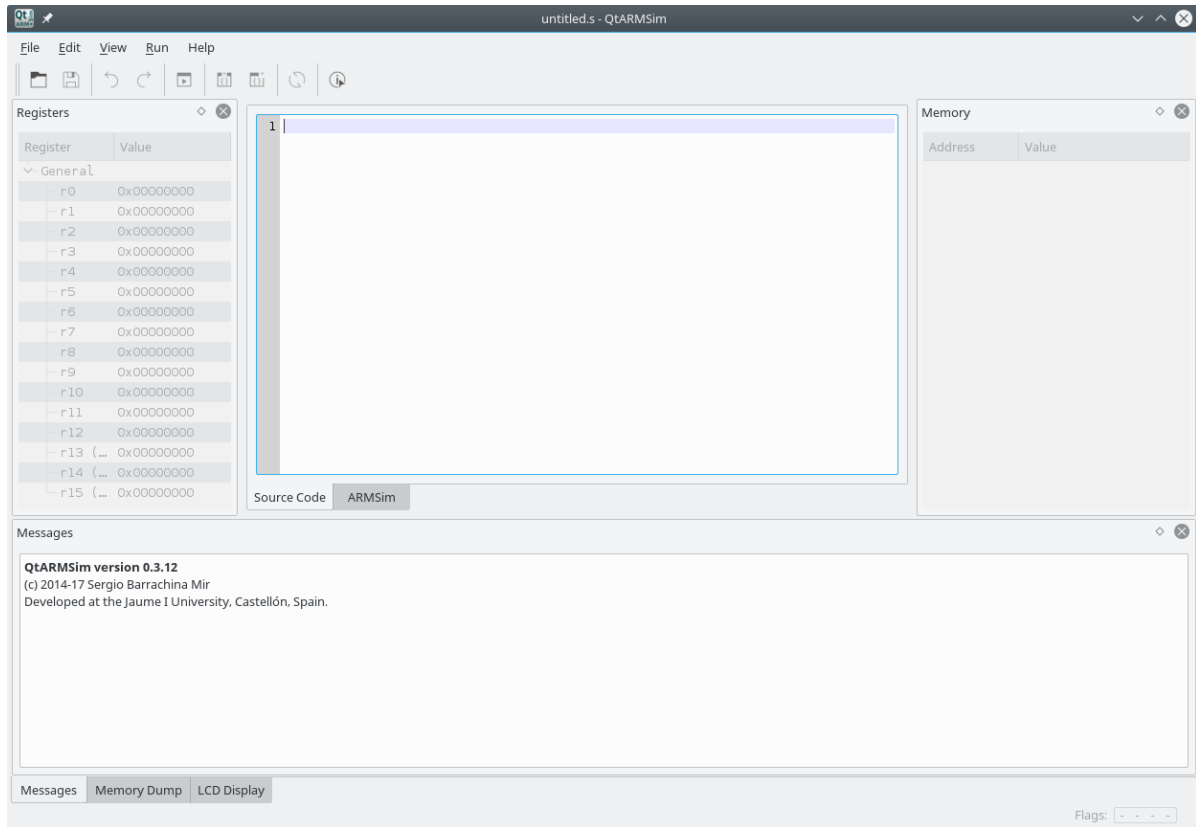 Qt
ARM
untitled.s - QtARMSim
File Edit View Run Help
Registers
Register Value
General
r0 0x00000000
r1 0x00000000
r2 0x00000000
r3 0x00000000
r4 0x00000000
r5 0x00000000
r6 0x00000000
r7 0x00000000
r8 0x00000000
r9 0x00000000
r10 0x00000000
r11 0x00000000
r12 0x00000000
r13 (... 0x00000000
r14 (... 0x00000000
r15 (... 0x00000000
1
Source Code ARMSim
Memory
Address Value
Messages
QtARMSim version 0.3.12
(c) 2014-17 Sergio Barrachina Mir
Developed at the Jaume I University, Castellón, Spain.
Messages Memory Dump LCD Display
Flags: - - - -